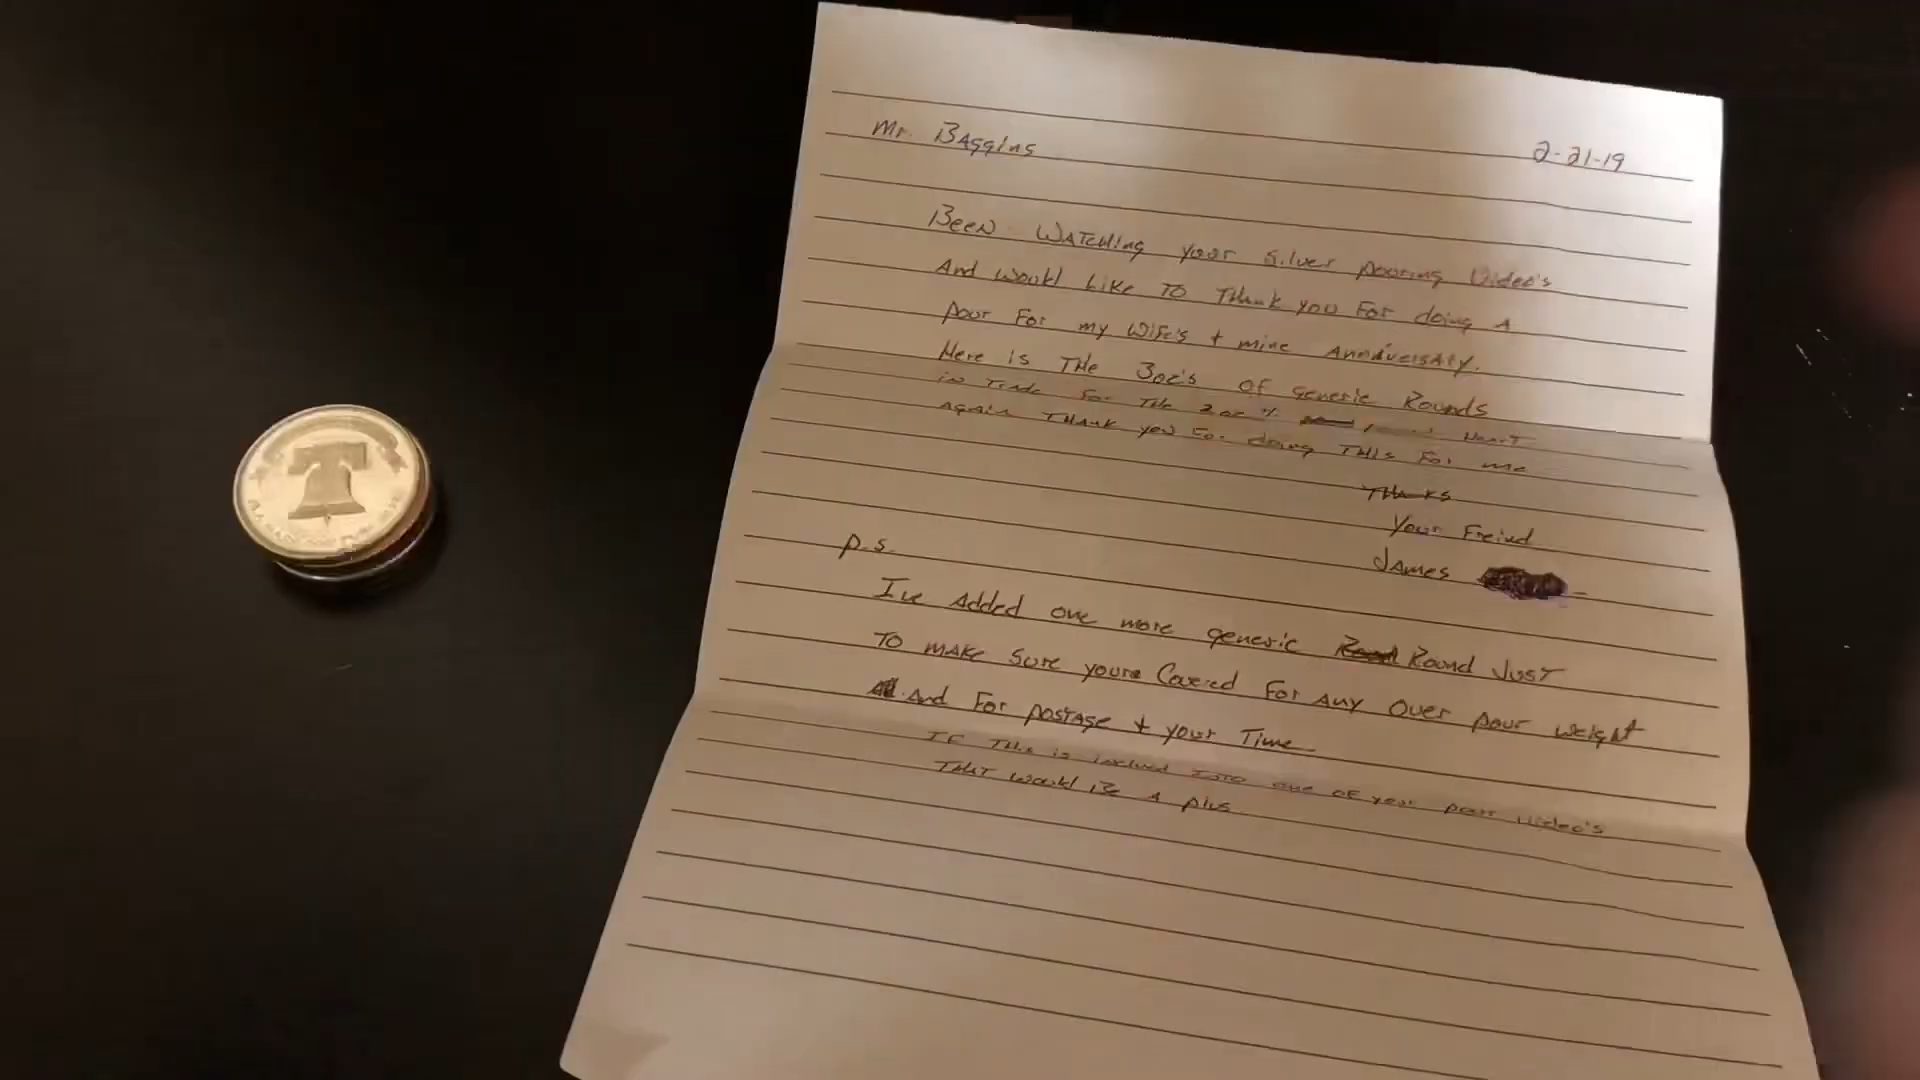 Mr. Baggins
2-21-19
Been Watching your Silver pouring Video's
And would Like To Thank you For doing A
pour For my Wife's + mine Anniversary.
Here is The 3oz's of Generic Rounds
in Trade For The 2oz Heart
Again Thank you For doing This For me
Thanks
Your Freind
James
P.S.
I've Added one more generic Round Just
To make Sure youre Covered For Any Over pour weight
And For postage + your Time
If This is inclued Into one of your pour Video's
That would Be A plus